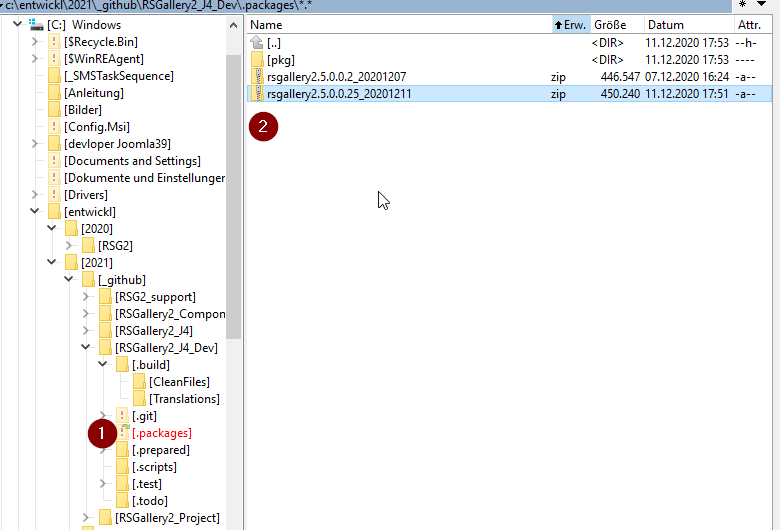 c:\entwickl\2021\_github\RSGallery2_J4_Dev\.packages\*.*
[C:] Windows
[$Recycle.Bin]
[$WinREAgent]
[_SMSTaskSequence]
[Anleitung]
[Bilder]
[Config.Msi]
[devloper Joomla39]
[Documents and Settings]
[Dokumente und Einstellungen
[Drivers]
[entwickl]
[2020]
[RSG2]
[2021]
[_github]
[RSG2_support]
[RSGallery2_Compon
[RSGallery2_J4]
[RSGallery2_J4_Dev]
[.build]
[CleanFiles]
[Translations]
[.git]
1 [.packages]
[.prepared]
[.scripts]
[.test]
[.todo]
[RSGallery2_Project]
Name Erw. Größe Datum Attr.
[..] <DIR> 11.12.2020 17:53 --h-
[pkg] <DIR> 11.12.2020 17:53 ----
rsgallery2.5.0.0.2_20201207 zip 446.547 07.12.2020 16:24 -a--
rsgallery2.5.0.0.25_20201211 zip 450.240 11.12.2020 17:51 -a--
2